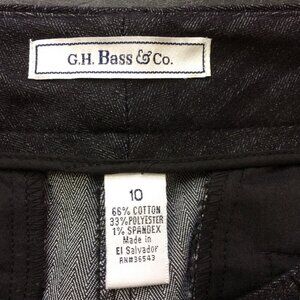 G.H. Bass & Co.
10
66% COTTON
33% POLYESTER
1% SPANDEX
Made in
El Salvador
RN#36543